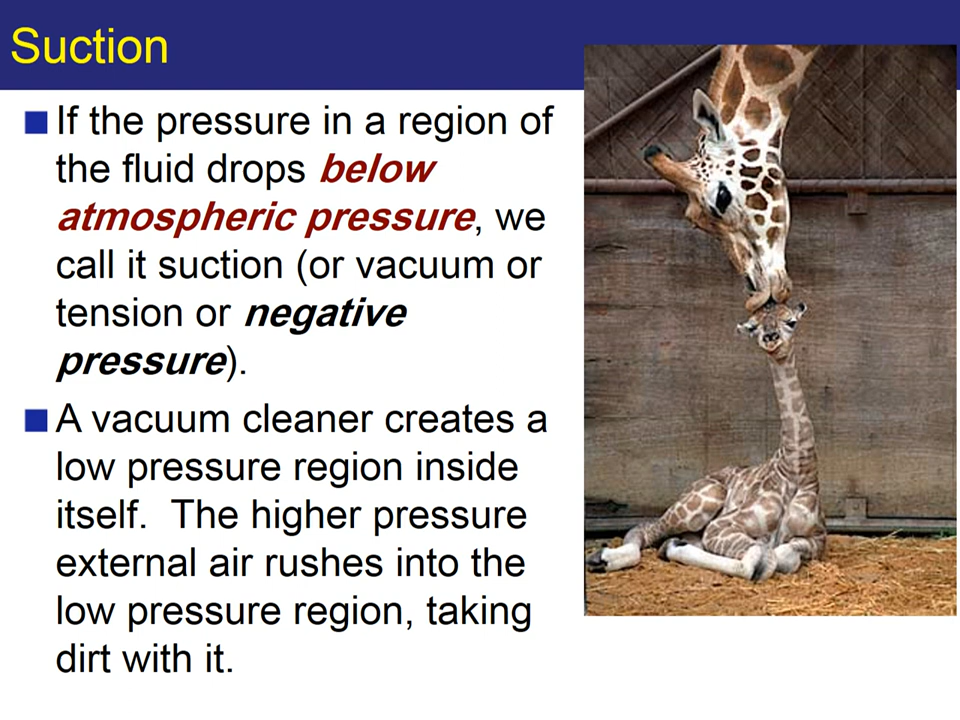 Suction
If the pressure in a region of
the fluid drops below
atmospheric pressure, we
call it suction (or vacuum or
tension or negative
pressure).
A vacuum cleaner creates a
low pressure region inside
itself.  The higher pressure
external air rushes into the
low pressure region, taking
dirt with it.